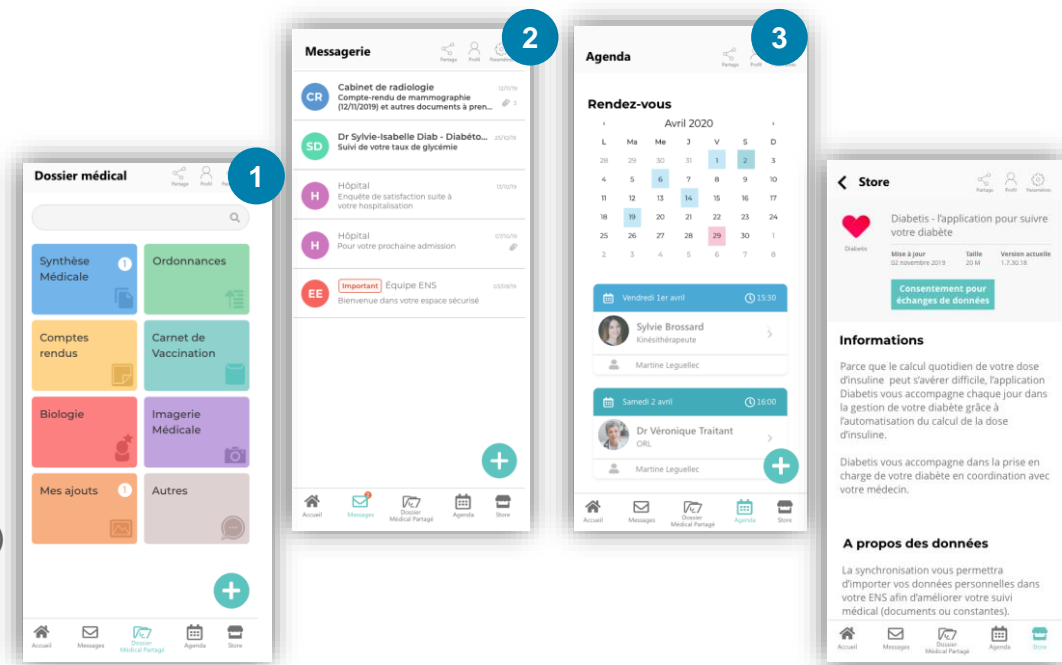 1
Dossier médical
Partage
Synthèse
Médicale
1
Ordonnances
Comptes
rendus
Carnet de
Vaccination
Biologie
Imagerie
Médicale
Mes ajouts
1
Autres
+
Accueil
Messages
Dossier
Médical Partagé
Agenda
Store
2
Messagerie
Partage
Profil
Paramètres
CR
Cabinet de radiologie
12/11/19
Compte-rendu de mammographie
(12/11/2019) et autres documents à pren...
3
SD
Dr Sylvie-Isabelle Diab - Diabéto...
Suivi de votre taux de glycémie
H
Hôpital
Enquête de satisfaction suite à
votre hospitalisation
H
Hôpital
Pour votre prochaine admission
EE
Important Équipe ENS
Bienvenue dans votre espace sécurisé
+
Accueil
Messages
2
Dossier
Médical Partagé
Agenda
Store
3
Agenda
Partage
Profil
Rendez-vous
‹ Avril 2020 ›
L Ma Me J V S D
28 29 30 31 1 2 3
4 5 6 7 8 9 10
11 12 13 14 15 16 17
18 19 20 21 22 23 24
25 26 27 28 29 30 1
2 3 4 5 6 7 8
Vendredi 1er avril 15:30
Sylvie Brossard
Kinésithérapeute
Martine Leguellec
Samedi 2 avril 16:00
Dr Véronique Traitant
ORL
Martine Leguellec
+
Accueil
Messages
Dossier
Médical Partagé
Agenda
Store
Store
Partage
Profil
Paramètres
Diabetis
Diabetis - l'application pour suivre
votre diabète
Mise à jour Taille Version actuelle
02 novembre 2019 20 M 1.7.30.18
Consentement pour
échanges de données
Informations
Parce que le calcul quotidien de votre dose
d'insuline peut s'avérer difficile, l'application
Diabetis vous accompagne chaque jour dans
la gestion de votre diabète grâce à
l'automatisation du calcul de la dose
d'insuline.
Diabetis vous accompagne dans la prise en
charge de votre diabète en coordination avec
votre médecin.
A propos des données
La synchronisation vous permettra
d'importer vos données personnelles dans
votre ENS afin d'améliorer votre suivi
médical (documents ou constantes).
Accueil
Messages
Dossier
Médical Partagé
Agenda
Store